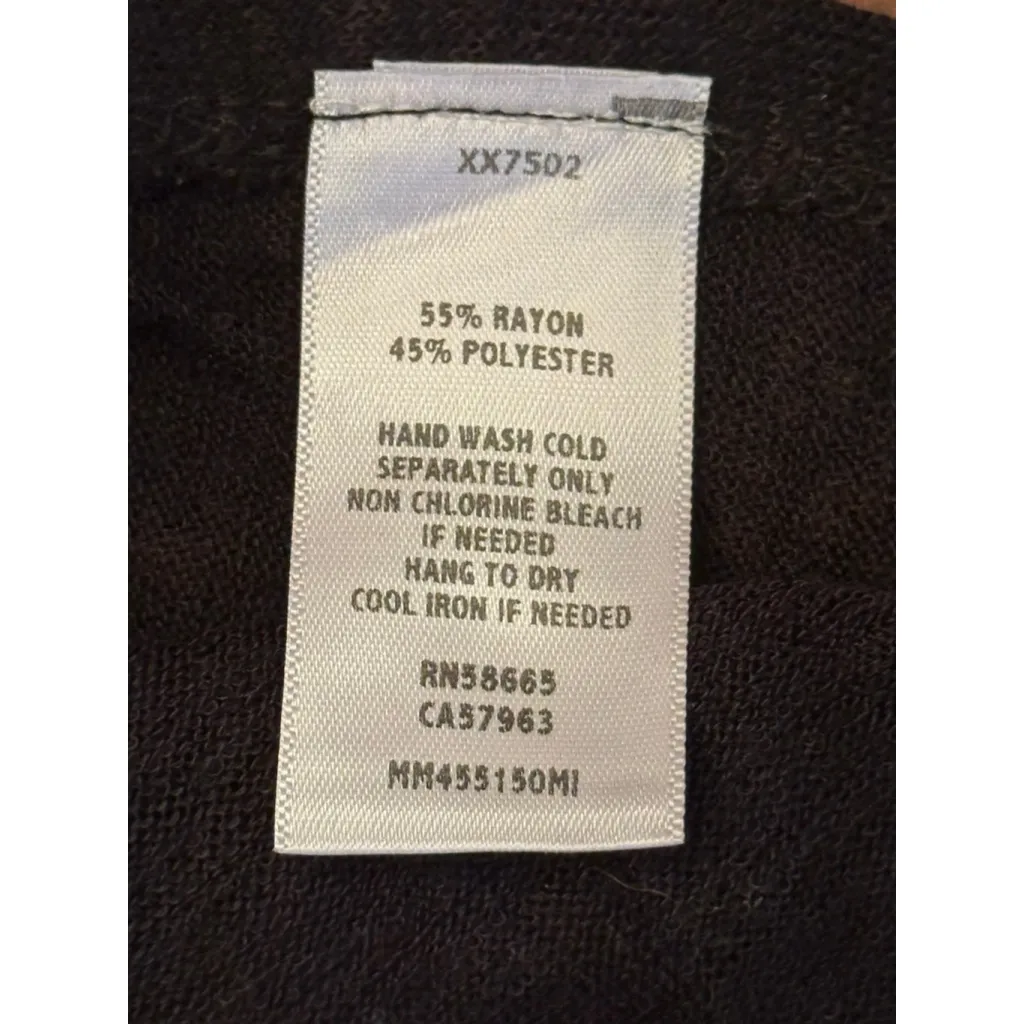 XX7502
55% RAYON
45% POLYESTER
HAND WASH COLD
SEPARATELY ONLY
NON CHLORINE BLEACH
IF NEEDED
HANG TO DRY
COOL IRON IF NEEDED
RN58665
CA57963
MM455150MI